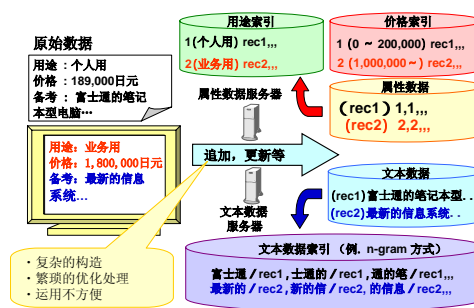 原始数据
用途：个人用
价格：189,000日元
备考：富士通的笔记
本型电脑…
用途：业务用
价格：1,800,000日元
备考：最新的信息
系统…
・复杂的构造
・繁琐的优化处理
・运用不方便
用途索引
1(个人用) rec1,,,
2(业务用) rec2,,,
价格索引
1 (0 ～ 200,000) rec1,,,
2 (1,000,000～) rec2,,,
属性数据服务器
属性数据
(rec1) 1,1,,,
(rec2) 2,2,,,
追加，更新等
文本数据
服务器
文本数据
(rec1)富士通的笔记本型..
(rec2)最新的信息系统..
文本数据索引（例. n-gram 方式）
富士通/rec1,士通的/rec1,通的笔/rec1,,,
最新的/rec2,新的信/rec2,的信息/rec2,,,